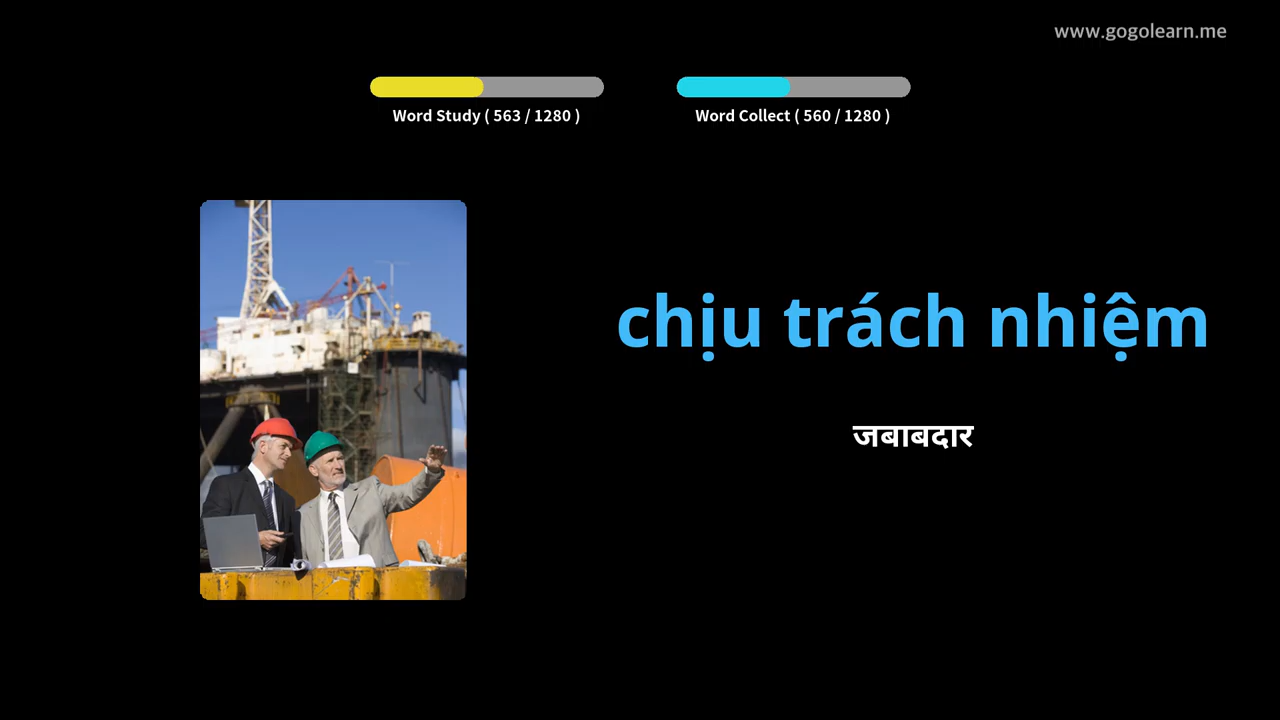 www.gogolearn.me
Word Study ( 563 / 1280 )
Word Collect ( 560 / 1280 )
chịu trách nhiệm
जबाबदार